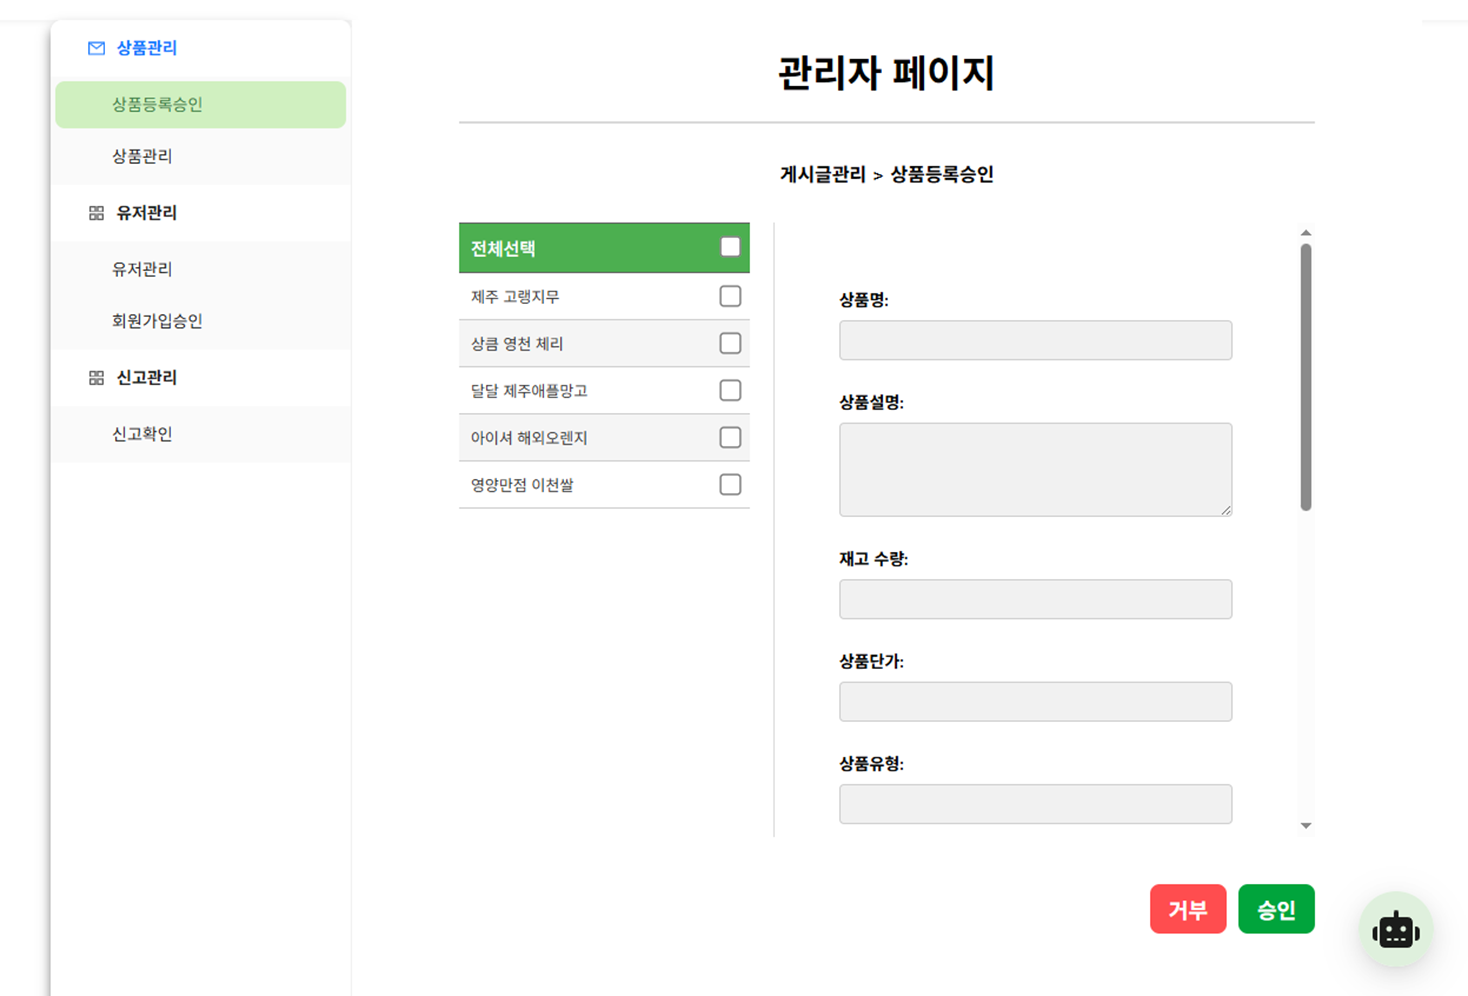 상품관리
상품등록승인
상품관리
유저관리
유저관리
회원가입승인
신고관리
신고확인
관리자 페이지
게시글관리 > 상품등록승인
전체선택
제주 고랭지무
상큼 영천 체리
달달 제주애플망고
아이셔 해외오렌지
영양만점 이천쌀
상품명:
상품설명:
재고 수량:
상품단가:
상품유형:
거부
승인